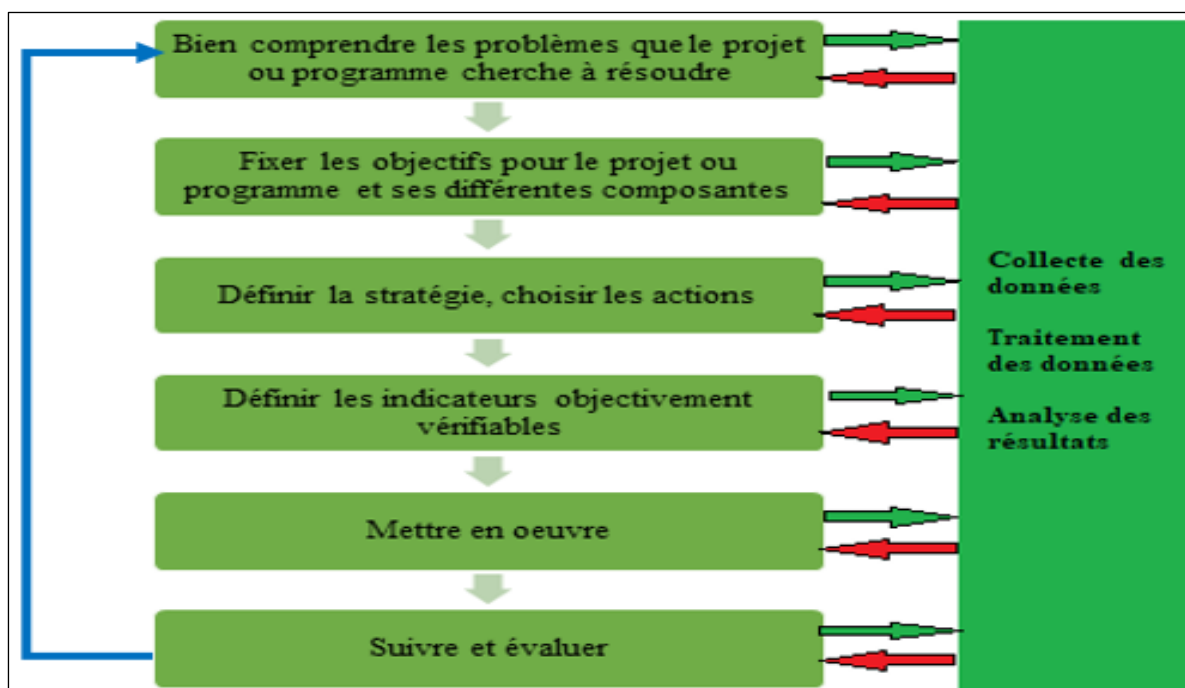 Bien comprendre les problèmes que le projet
ou programme cherche à résoudre
Fixer les objectifs pour le projet ou
programme et ses différentes composantes
Définir la stratégie, choisir les actions
Définir les indicateurs objectivement
vérifiables
Mettre en oeuvre
Suivre et évaluer
Collecte des
données
Traitement
des données
Analyse des
résultats